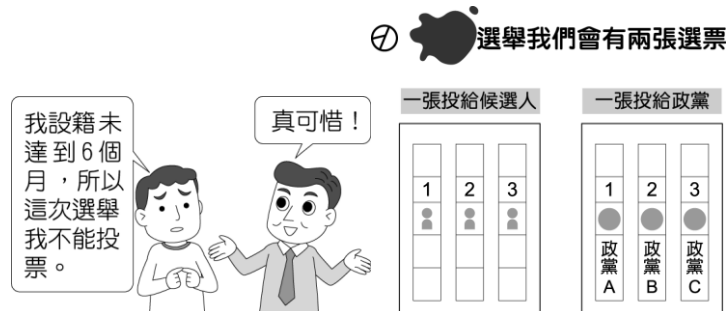 選舉我們會有兩張選票
一張投給候選人
一張投給政黨
我設籍未
達到6個
月，所以
這次選舉
我不能投
票。
真可惜！
1 2 3
1 2 3
政黨A 政黨B 政黨C